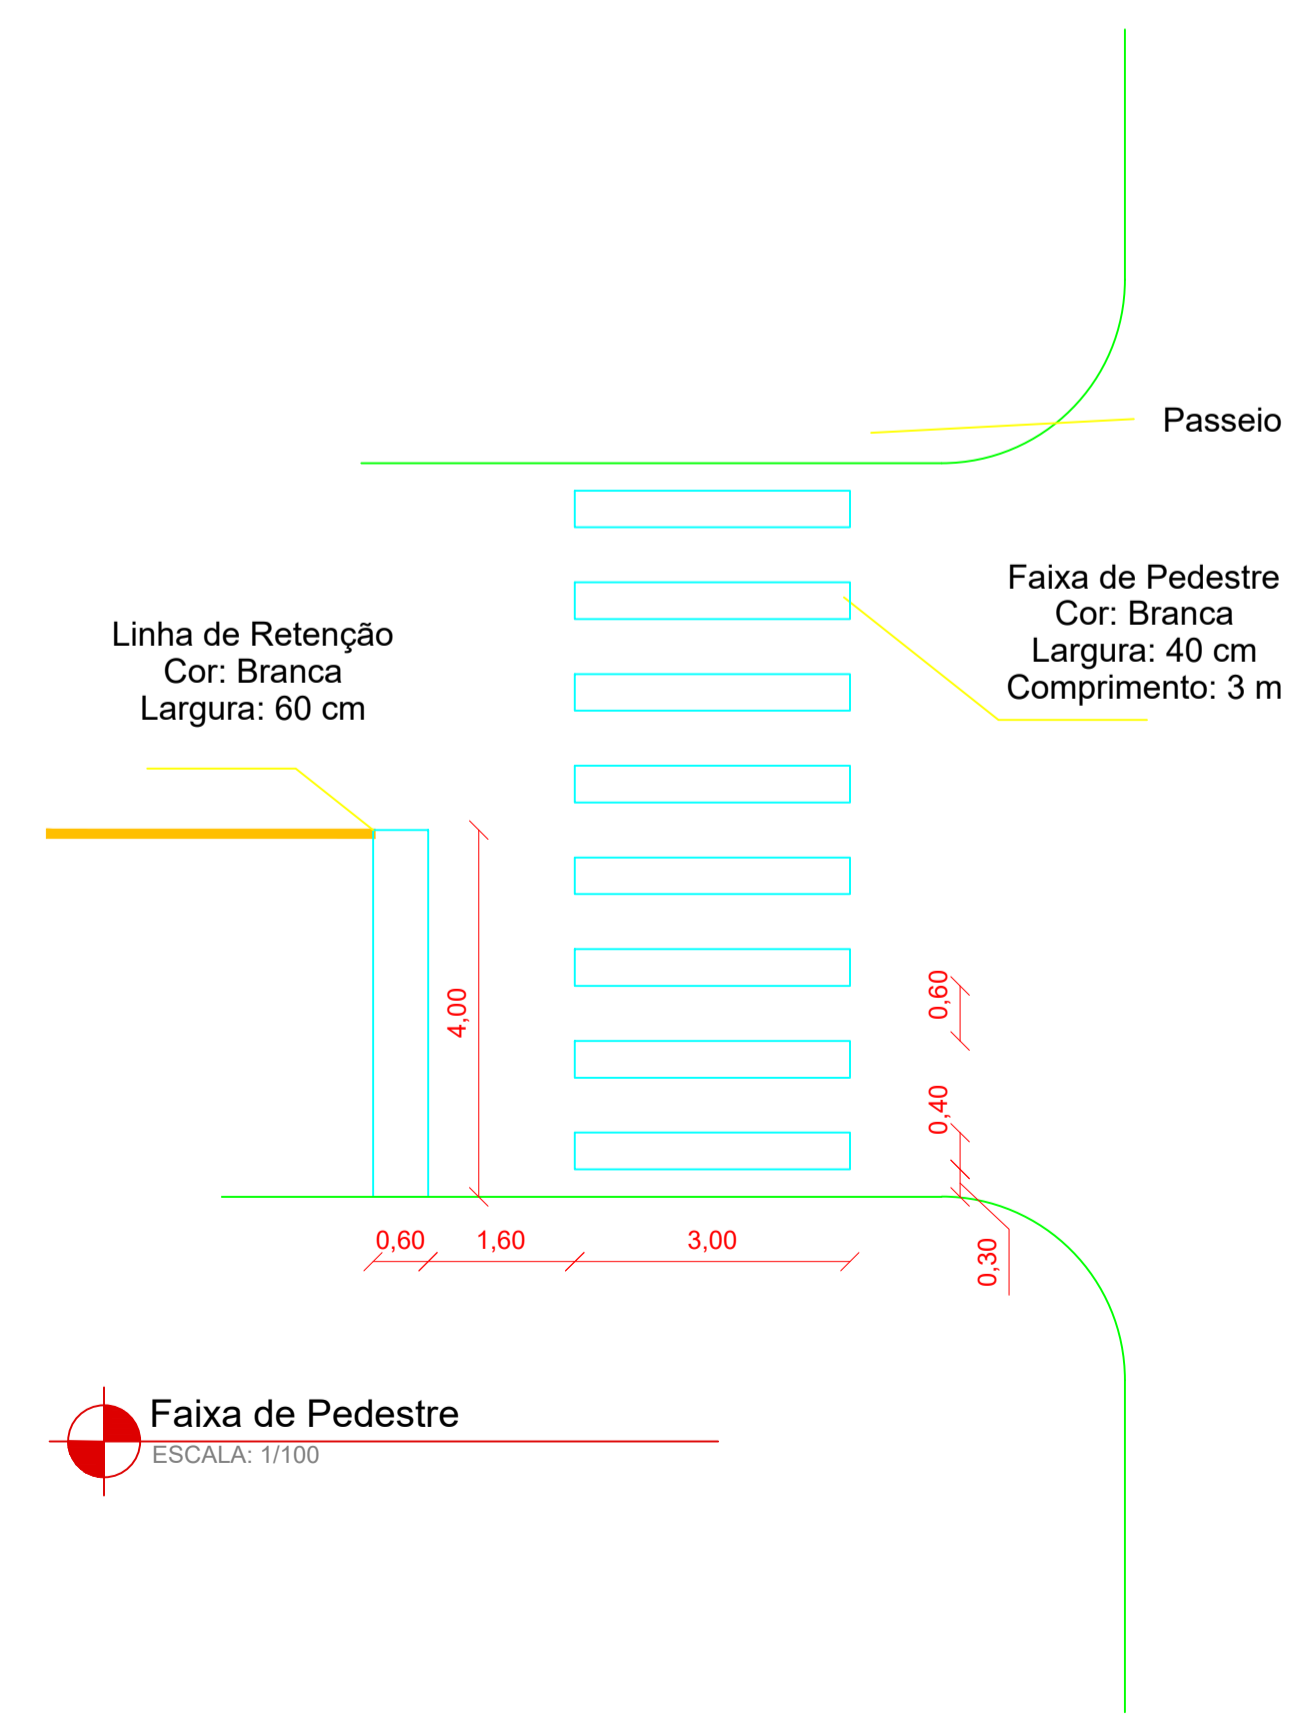 Passeio
Faixa de Pedestre
Cor: Branca
Largura: 40 cm
Comprimento: 3 m
Linha de Retenção
Cor: Branca
Largura: 60 cm
4,00
0,60
0,40
0,30
0,60
1,60
3,00
Faixa de Pedestre
ESCALA: 1/100